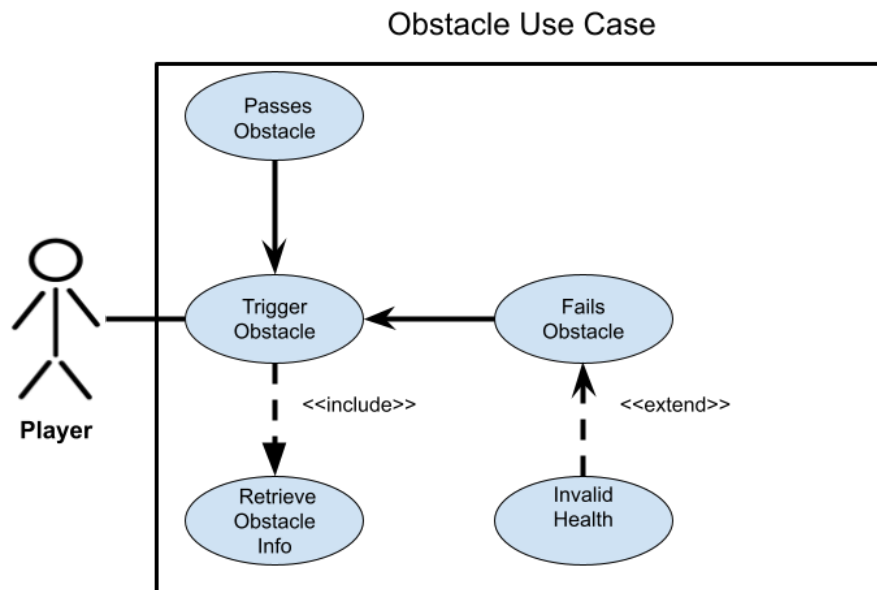 Obstacle Use Case
Passes
Obstacle
Trigger
Obstacle
Fails
Obstacle
<<include>>
<<extend>>
Player
Retrieve
Obstacle
Info
Invalid
Health